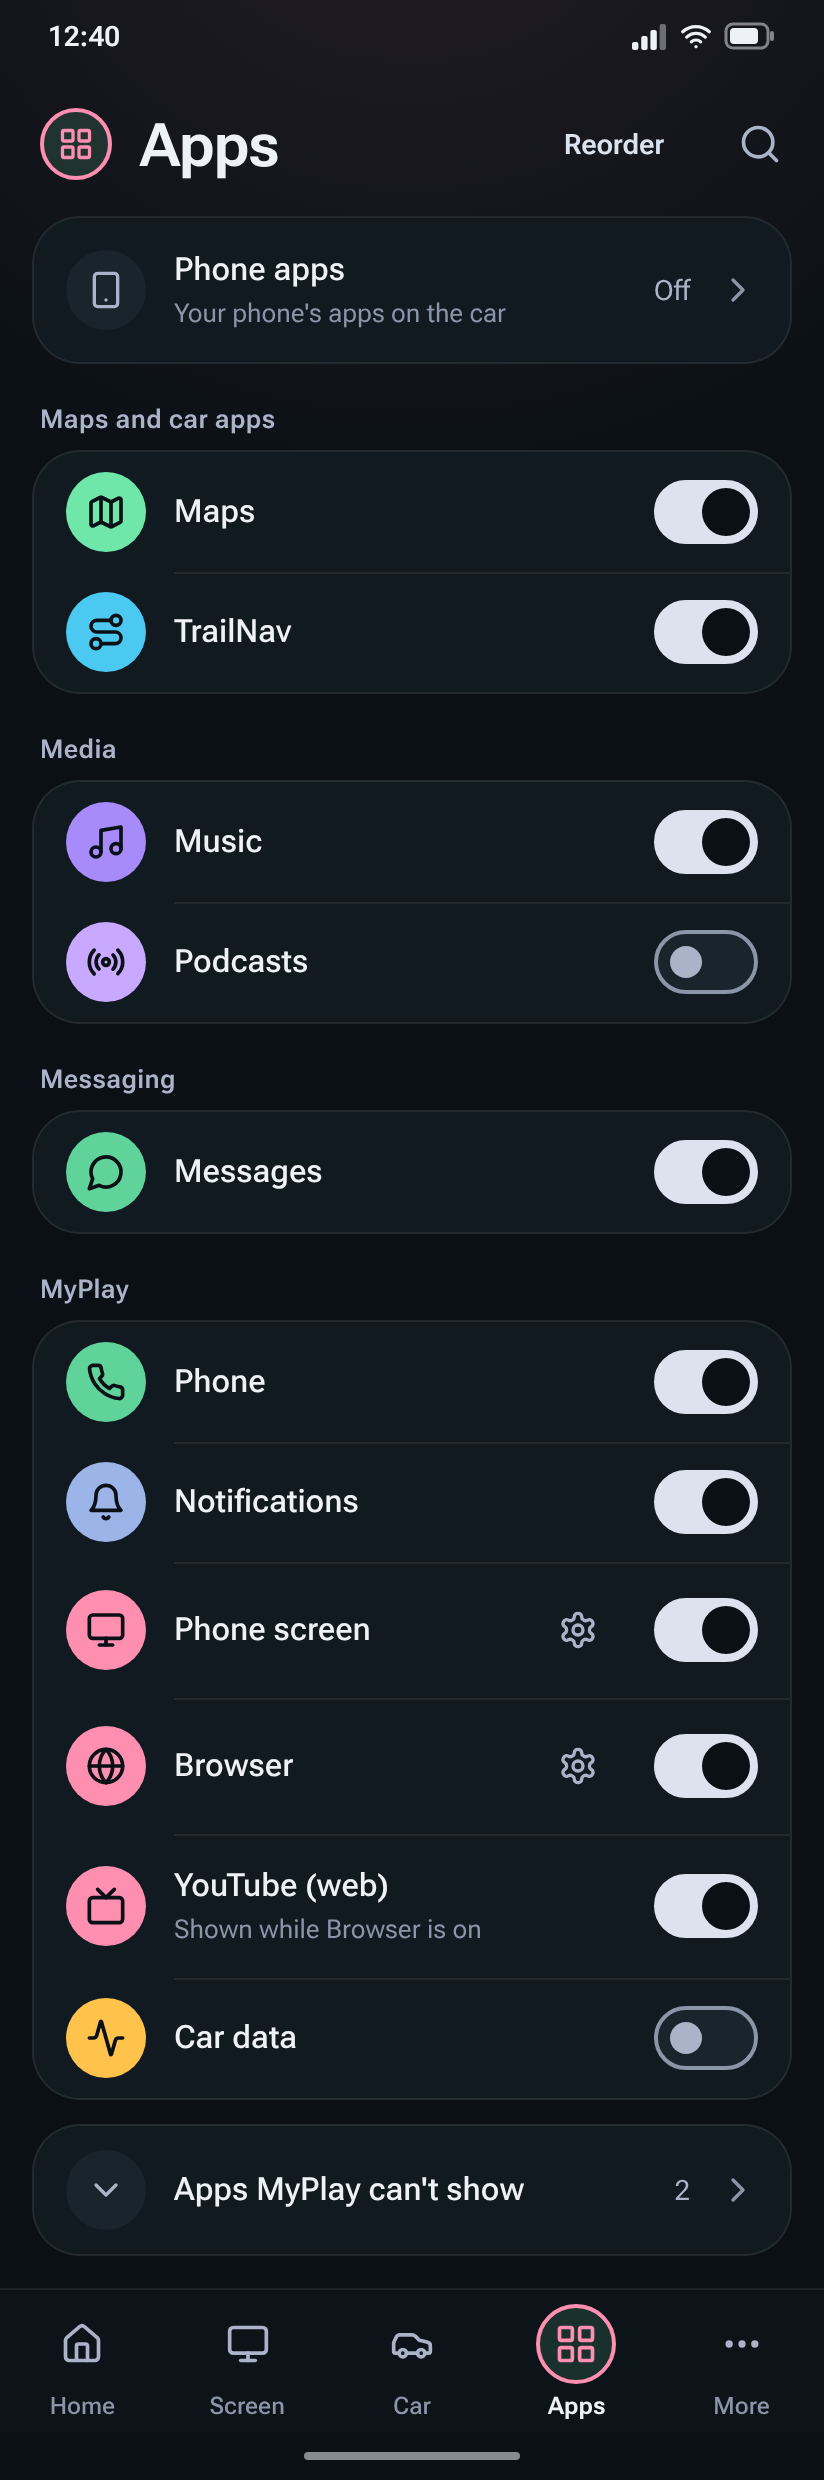 12:40
Apps
Reorder
Phone apps
Off
Your phone's apps on the car
Maps and car apps
Maps
TrailNav
Media
Music
Podcasts
Messaging
Messages
MyPlay
Phone
Notifications
Phone screen
Browser
YouTube (web)
Shown while Browser is on
Car data
Apps MyPlay can't show
2
Home
Screen
Car
Apps
More